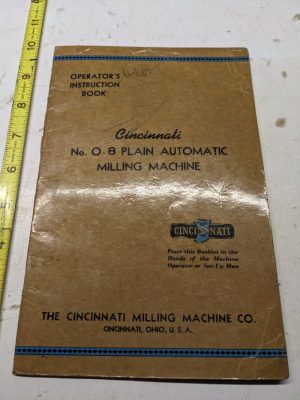 OPERATOR'S
INSTRUCTION
BOOK
Cincinnati
No. 0-8 PLAIN AUTOMATIC
MILLING MACHINE
CINCINNATI
Place this Booklet in the
Hands of the Machine
Operator or Set-Up Man
THE CINCINNATI MILLING MACHINE CO.
CINCINNATI, OHIO, U. S. A.